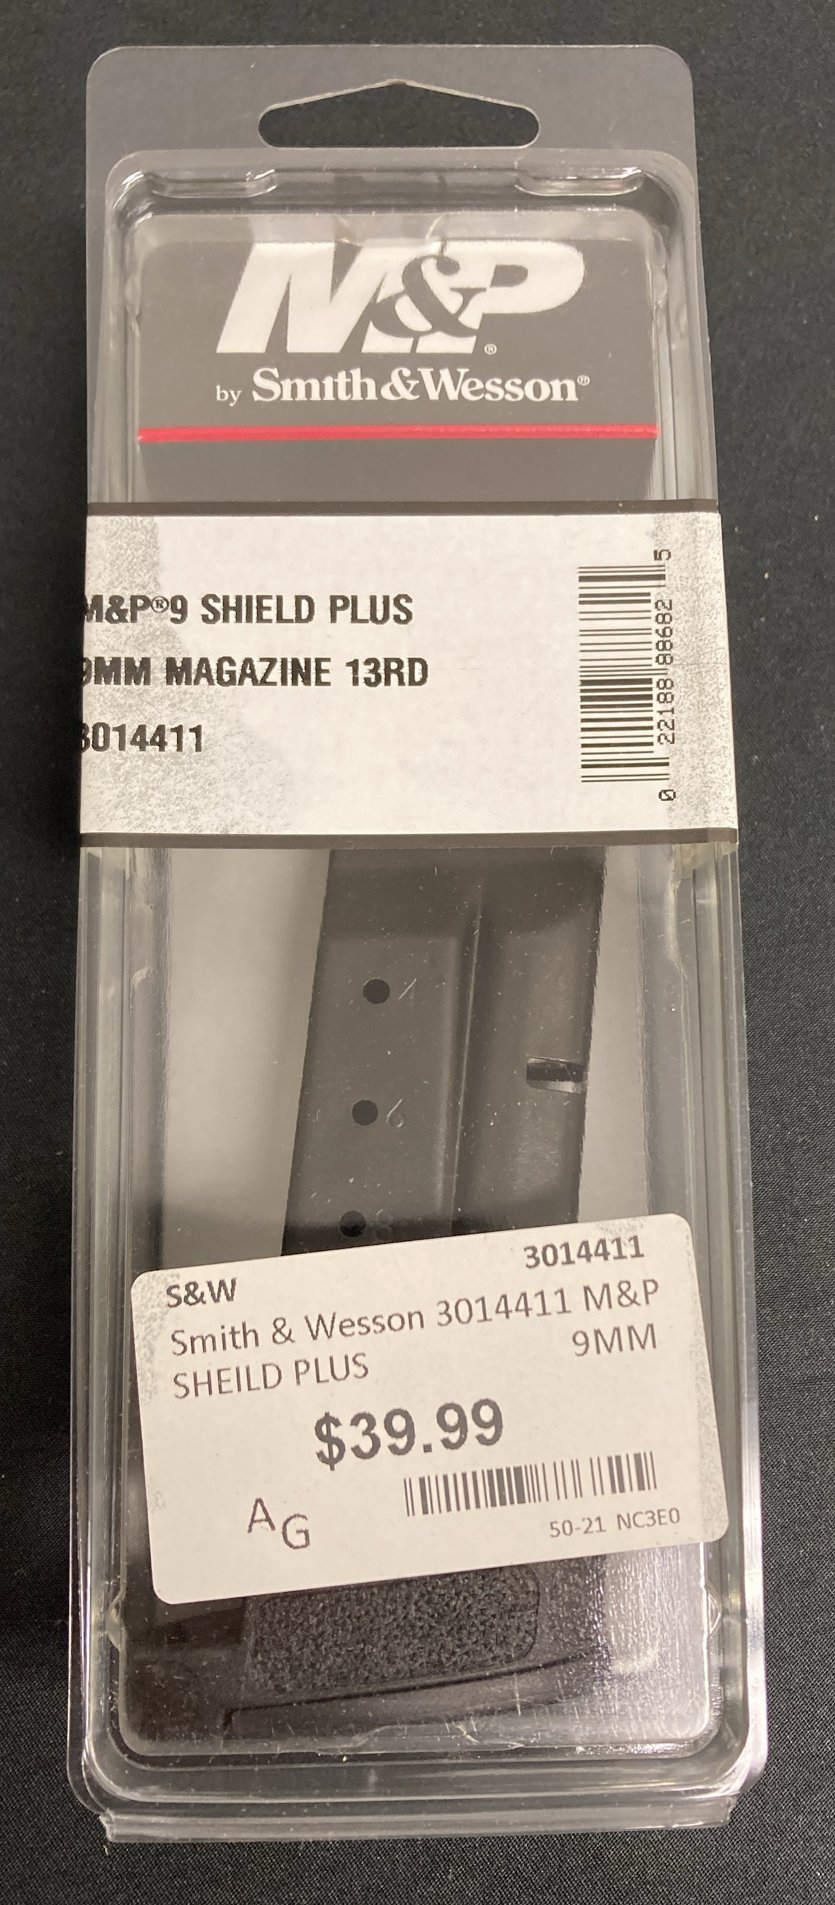 M&P®
by Smith&Wesson®
M&P®9 SHIELD PLUS
9MM MAGAZINE 13RD
3014411
0 22188 88682 5
4
6
8
S&W 3014411
Smith & Wesson 3014411 M&P
SHEILD PLUS 9MM
$39.99
AG
50-21 NC3E0